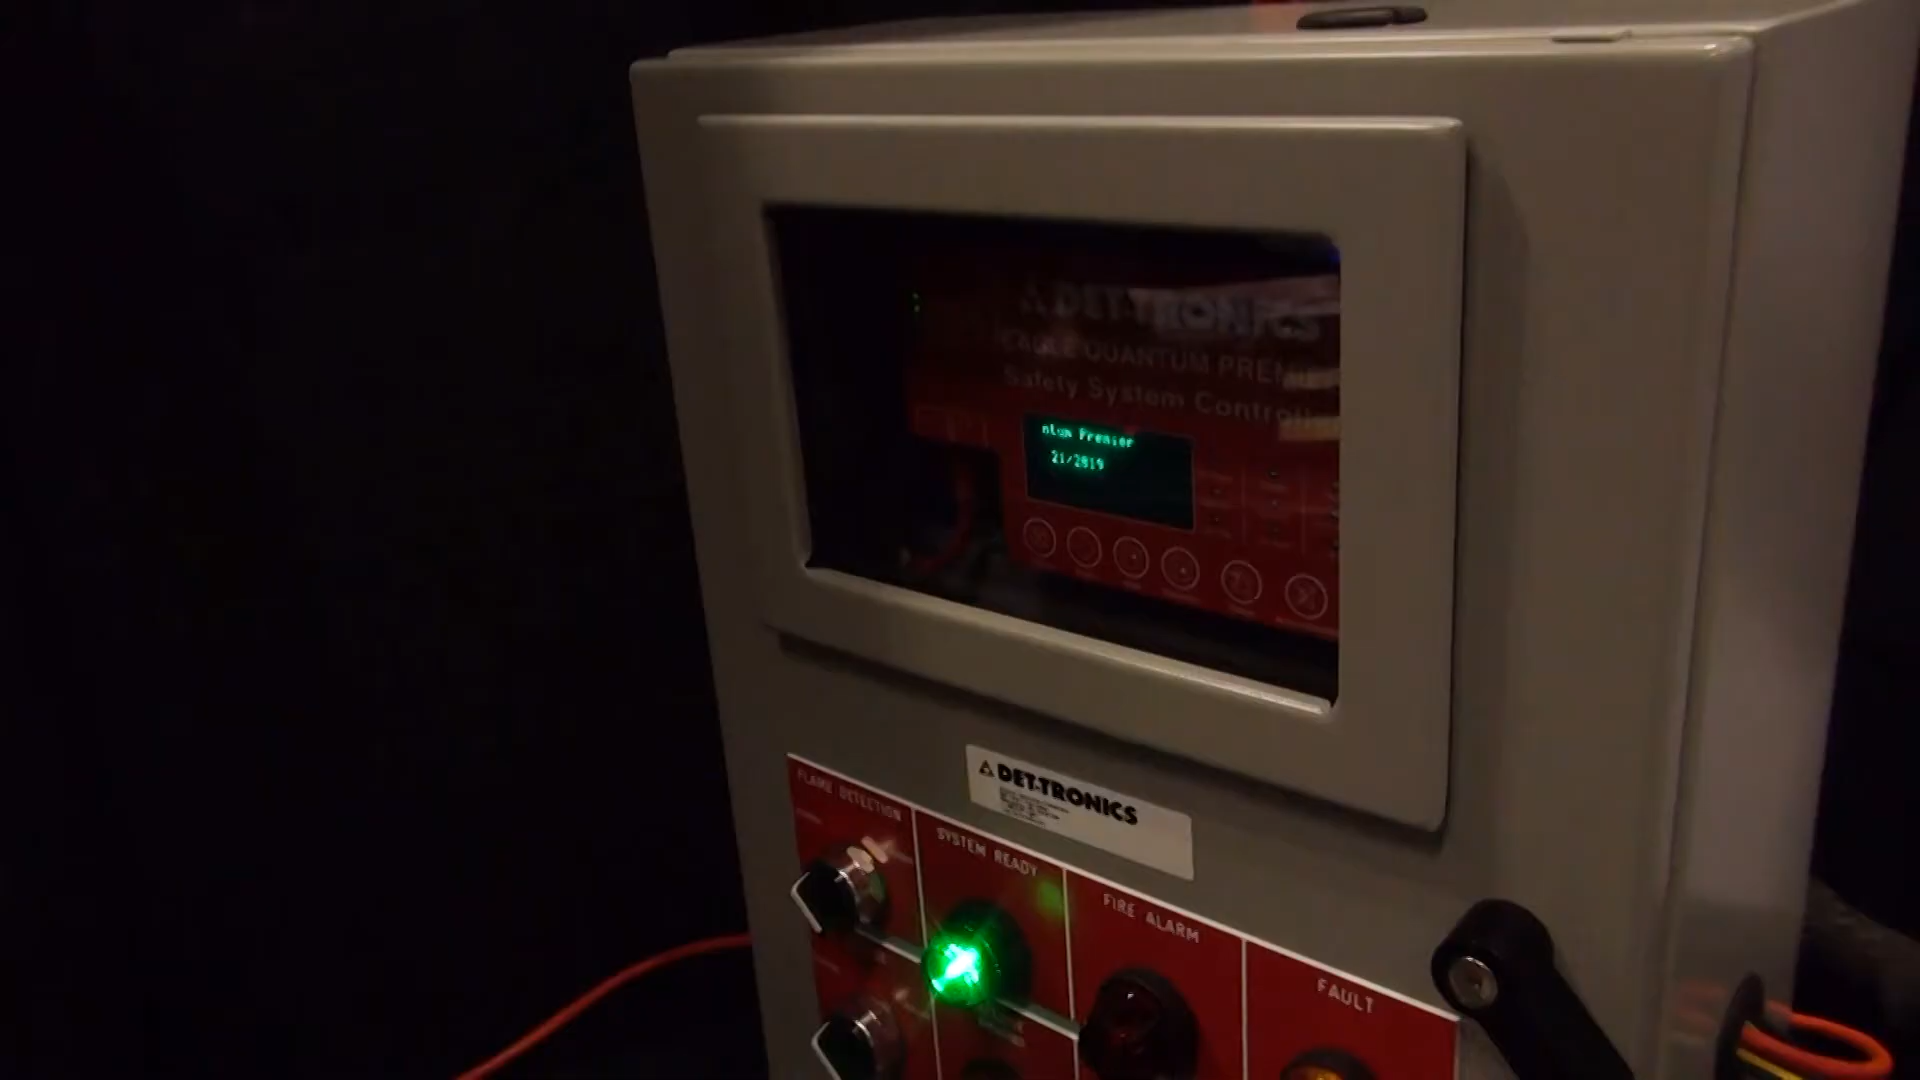 DET-TRONICS
EAGLE QUANTUM PREMIER
Safety System Controller
ntum Premier
21/2019
DET-TRONICS
FLAME DETECTION
SYSTEM READY
FIRE ALARM
FAULT